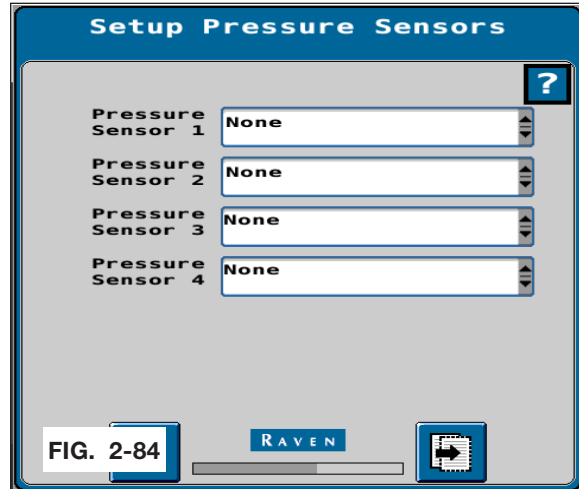 Setup Pressure Sensors
?
Pressure
Sensor 1
None
Pressure
Sensor 2
None
Pressure
Sensor 3
None
Pressure
Sensor 4
None
FIG. 2-84
RAVEN